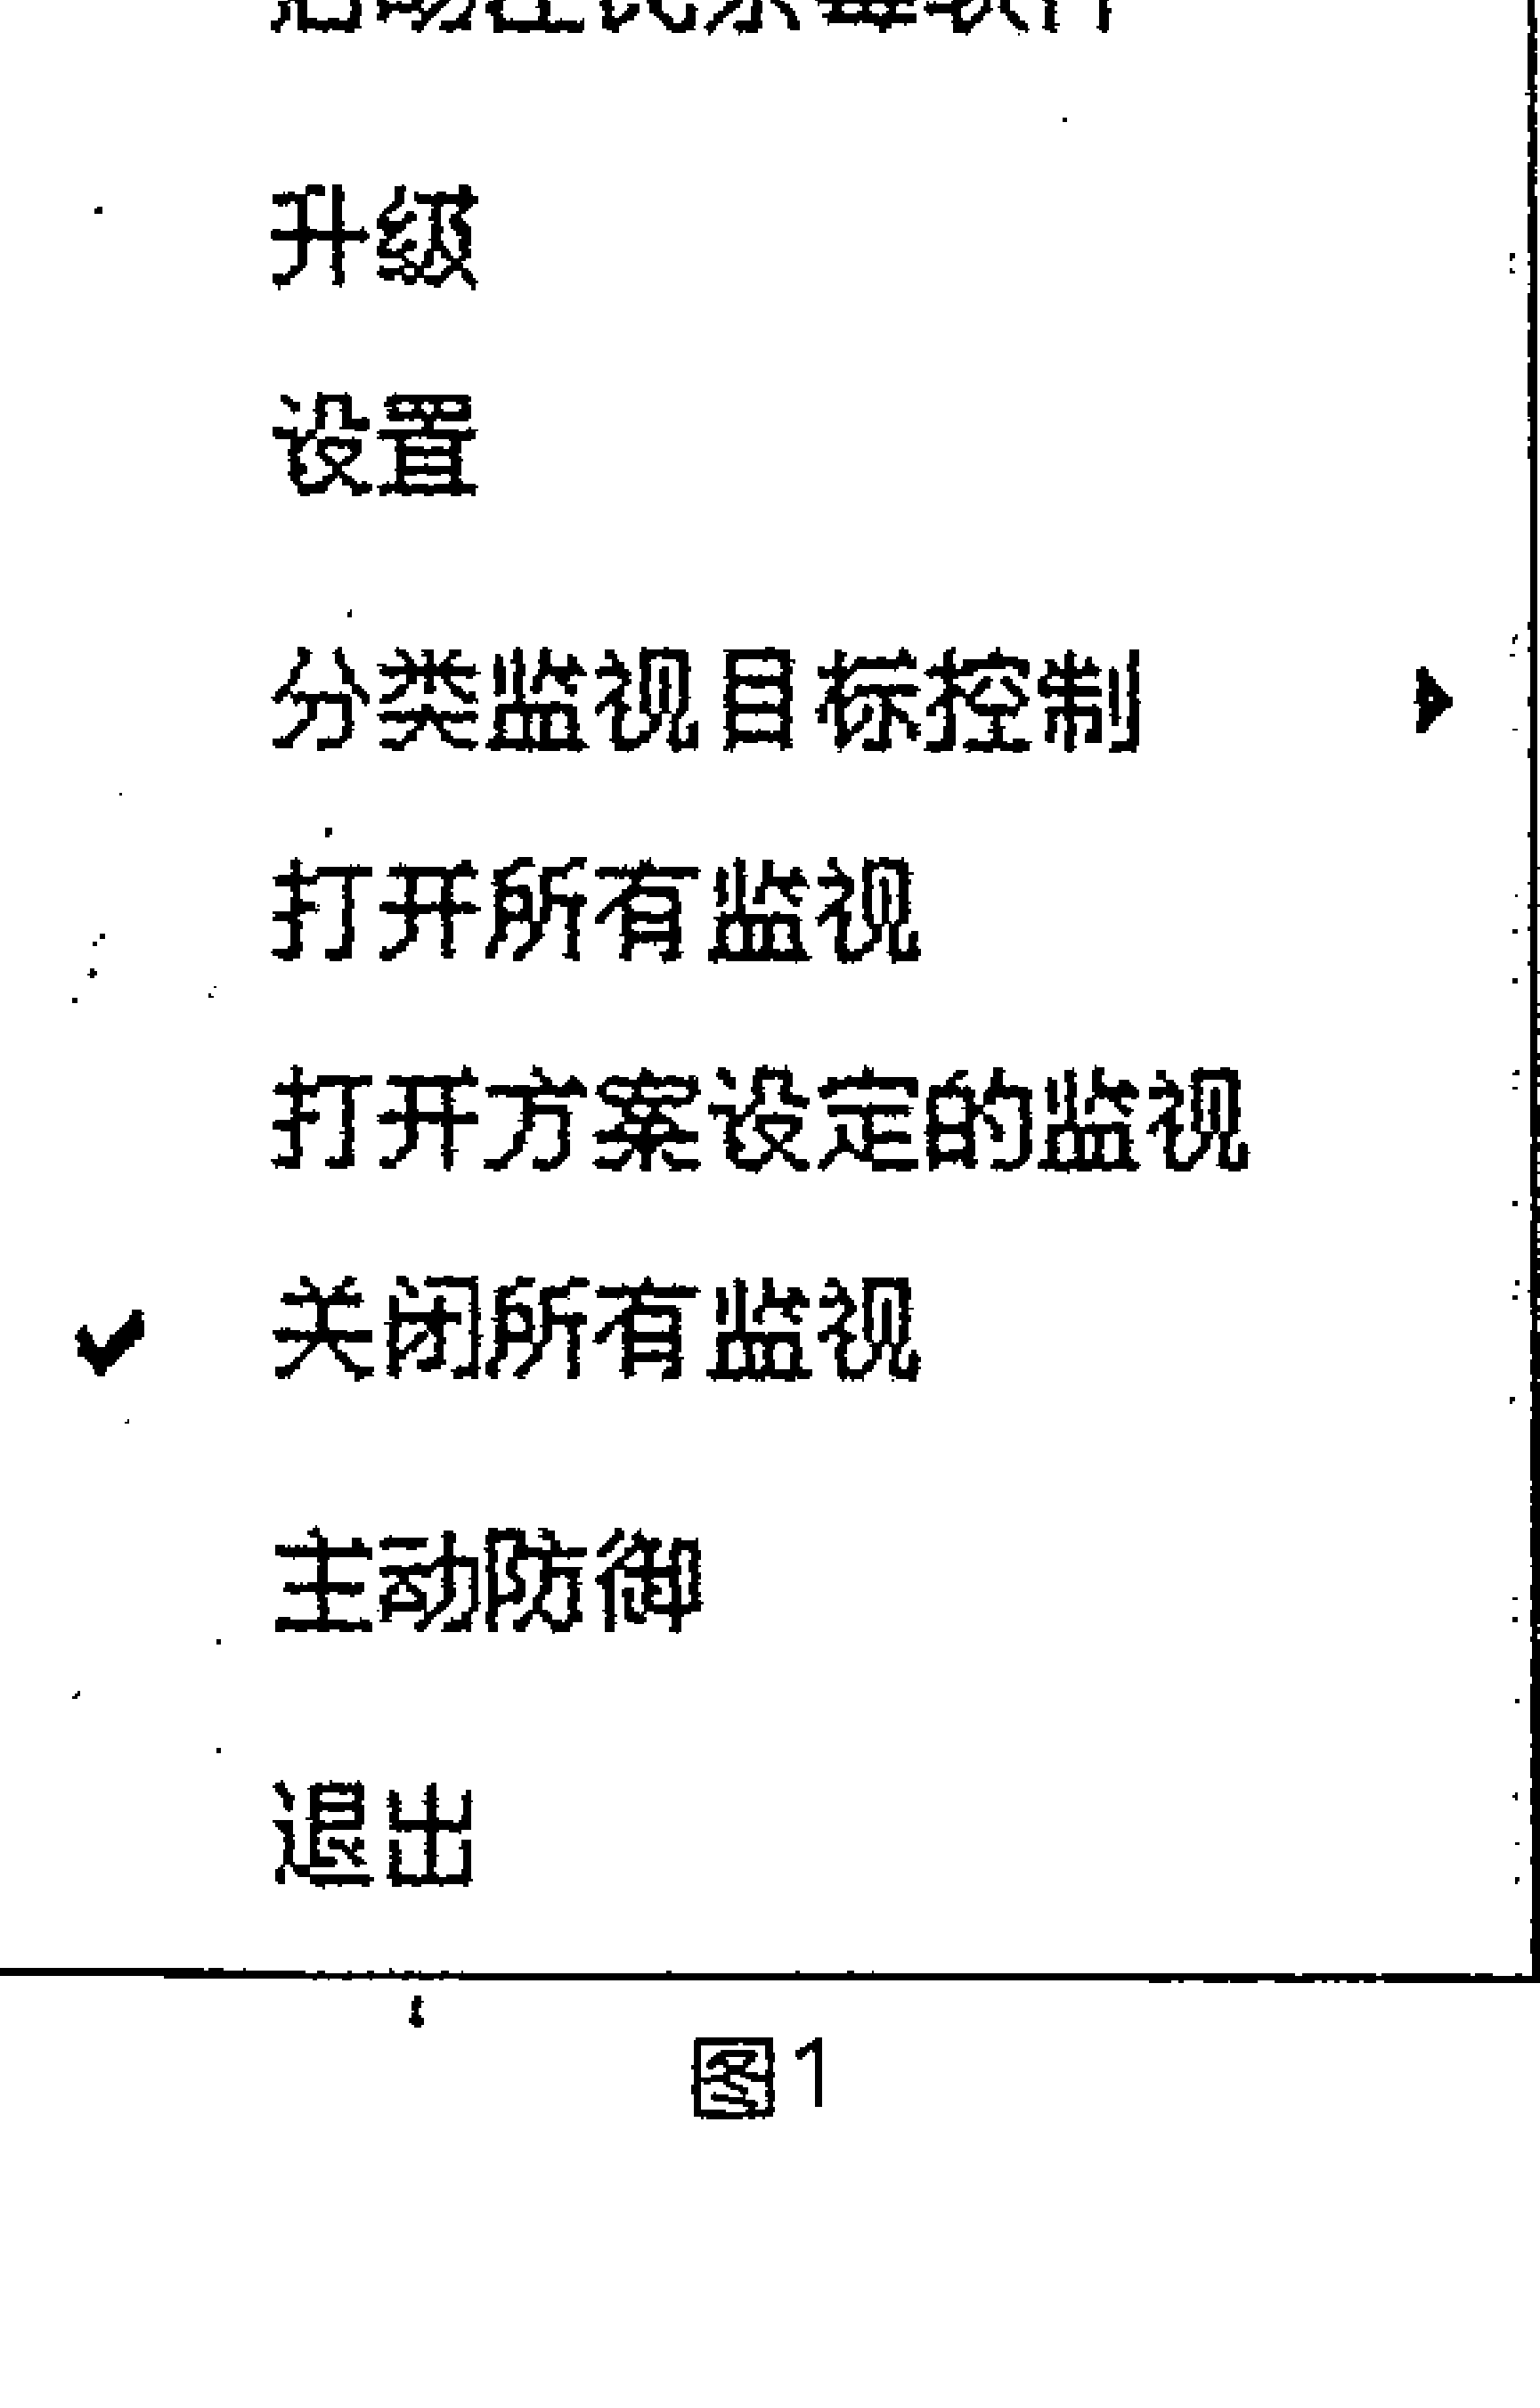 升级
设置
分类监视目标控制
打开所有监视
打开方案设定的监视
关闭所有监视
主动防御
退出
图1